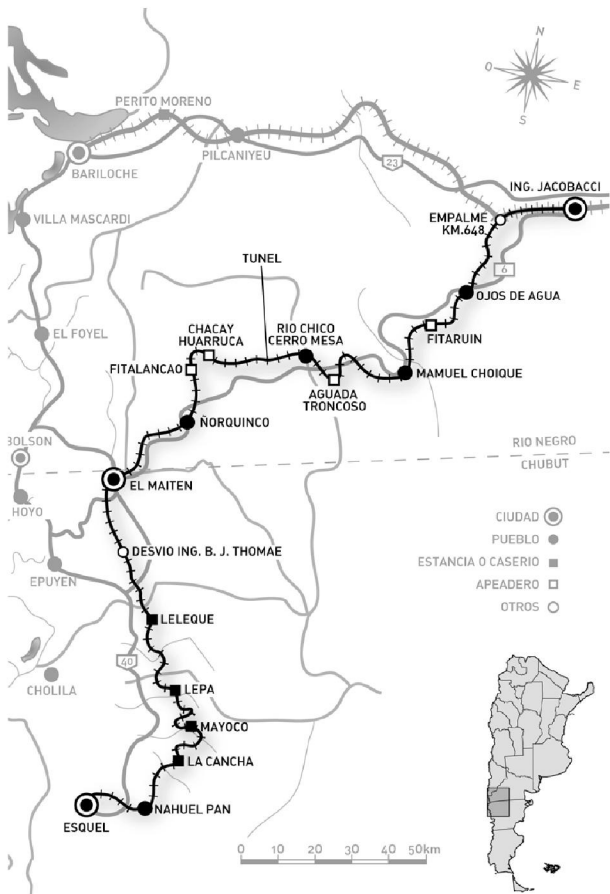 N
O
E
S
PERITO MORENO
PILCANIYEU
BARILOCHE
23
ING. JACOBACCI
VILLA MASCARDI
EMPALME
KM.648
TUNEL
6
OJOS DE AGUA
EL FOYEL
CHACAY
HUARRUCA
RIO CHICO
CERRO MESA
FITARUIN
FITALANCAO
MAMUEL CHOIQUE
AGUADA
TRONCOSO
ÑORQUINCO
BOLSON
RIO NEGRO
CHUBUT
EL MAITEN
HOYO
CIUDAD
PUEBLO
DESVIO ING. B. J. THOMAE
ESTANCIA O CASERIO
EPUYEN
APEADERO
OTROS
LELEQUE
40
CHOLILA
LEPA
MAYOCO
LA CANCHA
NAHUEL PAN
ESQUEL
0 10 20 30 40 50km